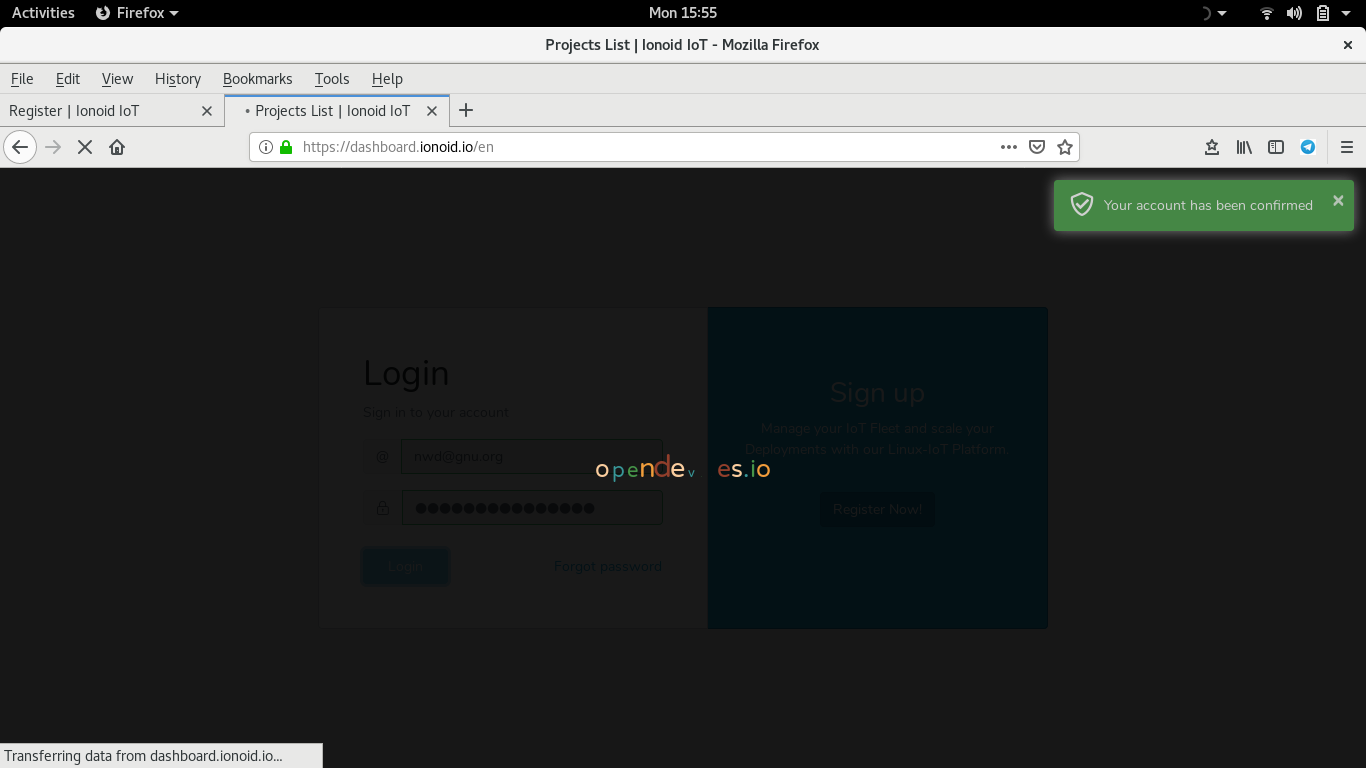 Activities Firefox Mon 15:55
Projects List | Ionoid IoT - Mozilla Firefox
File Edit View History Bookmarks Tools Help
Register | Ionoid IoT Projects List | Ionoid IoT
https://dashboard.ionoid.io/en
Your account has been confirmed
Login
Sign in to your account
@ nwd@gnu.org
Login Forgot password
Sign up
Manage your IoT Fleet and scale your
Deployments with our Linux-IoT Platform.
Register Now!
opendev es.io
Transferring data from dashboard.ionoid.io...